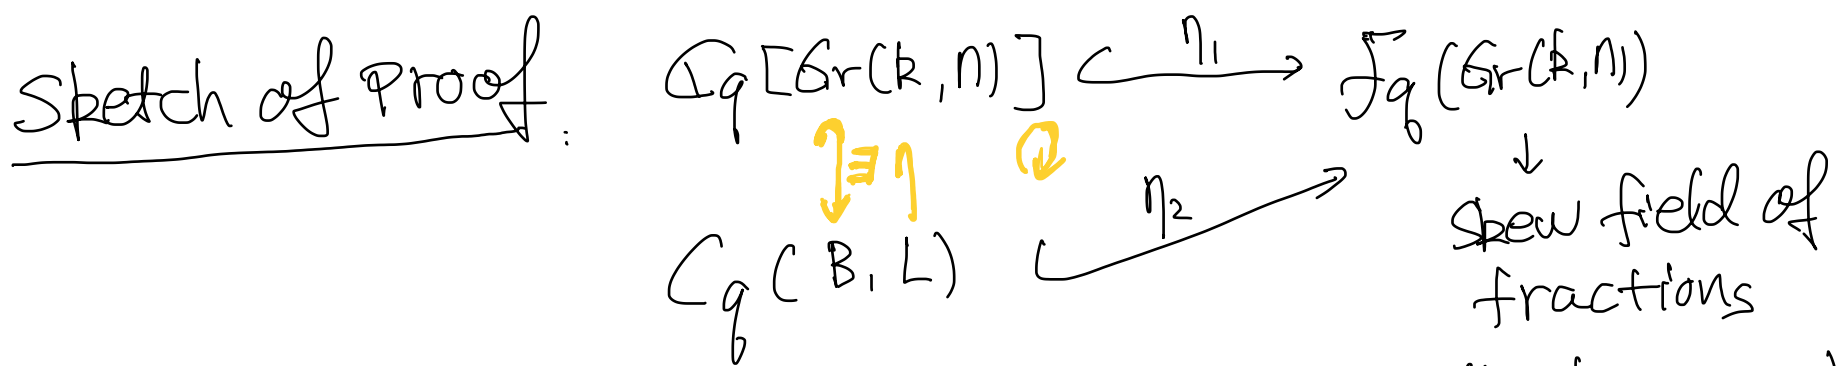 Sketch of Proof : ℂq [Gr(k,n)] ↪ η₁ → ℱq (Gr(k,n))
∃ η ↻
Cq (B, L) ↪ η₂ → ↓
skew field of
fractions